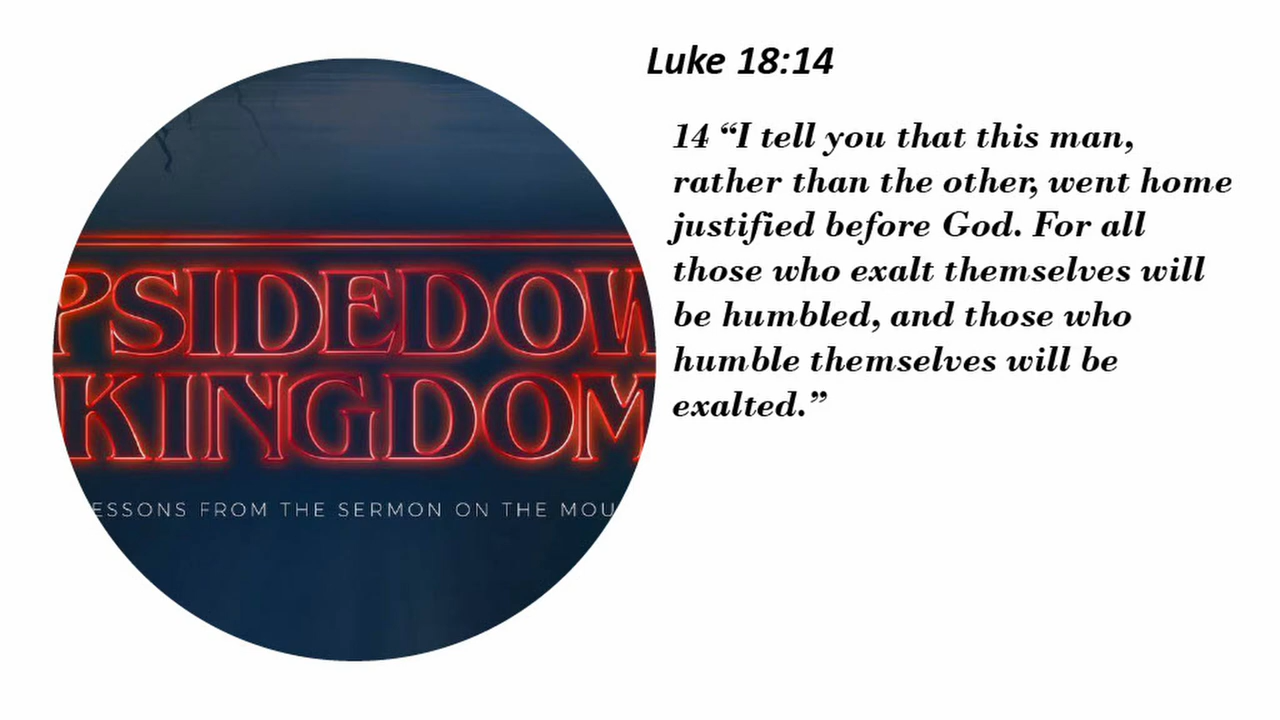 Luke 18:14
14 “I tell you that this man,
rather than the other, went home
justified before God. For all
those who exalt themselves will
be humbled, and those who
humble themselves will be
exalted.”
PSIDEDOW
KINGDOM
ESSONS FROM THE SERMON ON THE MOU